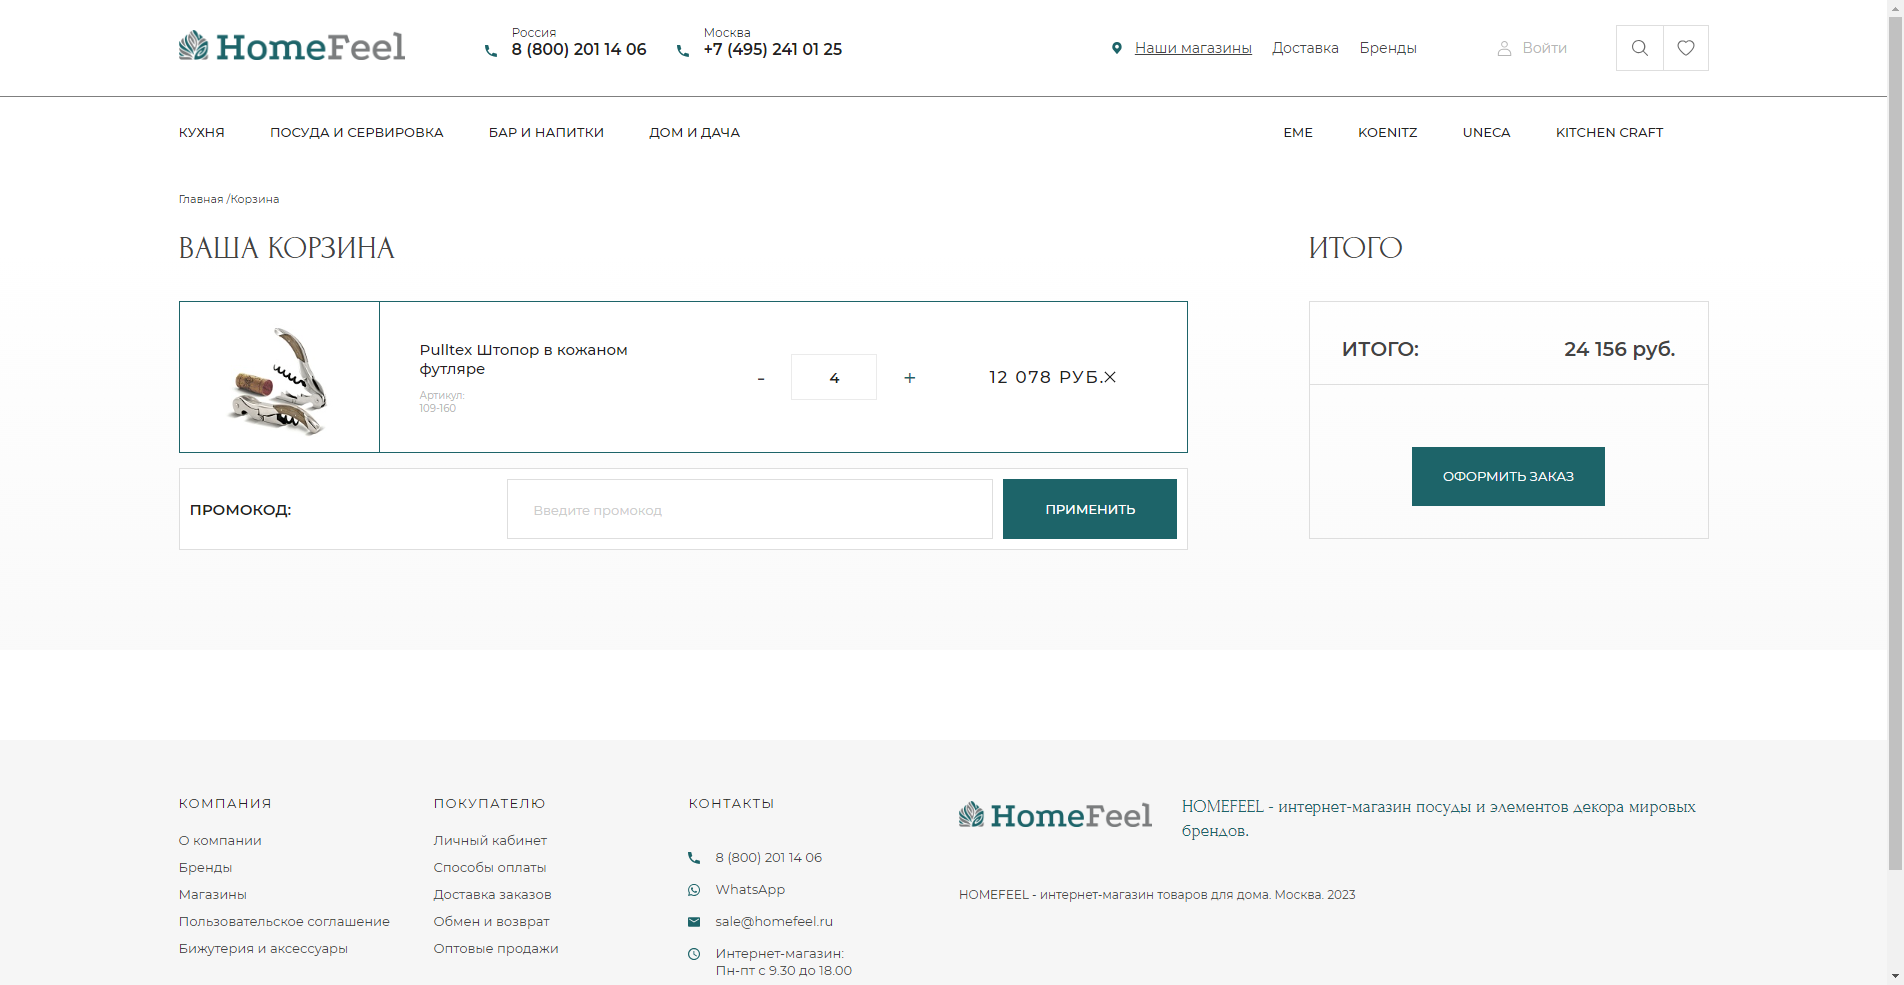 HomeFeel
Россия
8 (800) 201 14 06
Москва
+7 (495) 241 01 25
Наши магазины
Доставка
Бренды
Войти
КУХНЯ
ПОСУДА И СЕРВИРОВКА
БАР И НАПИТКИ
ДОМ И ДАЧА
EME
KOENITZ
UNECA
KITCHEN CRAFT
Главная /Корзина
ВАША КОРЗИНА
Pulltex Штопор в кожаном
футляре
Артикул:
109-160
-
4
+
12 078 РУБ.
ПРОМОКОД:
Введите промокод
ПРИМЕНИТЬ
ИТОГО
ИТОГО:
24 156 руб.
ОФОРМИТЬ ЗАКАЗ
КОМПАНИЯ
О компании
Бренды
Магазины
Пользовательское соглашение
Бижутерия и аксессуары
ПОКУПАТЕЛЮ
Личный кабинет
Способы оплаты
Доставка заказов
Обмен и возврат
Оптовые продажи
КОНТАКТЫ
8 (800) 201 14 06
WhatsApp
sale@homefeel.ru
Интернет-магазин:
Пн-пт с 9.30 до 18.00
HomeFeel
HOMEFEEL - интернет-магазин посуды и элементов декора мировых
брендов.
HOMEFEEL - интернет-магазин товаров для дома. Москва. 2023